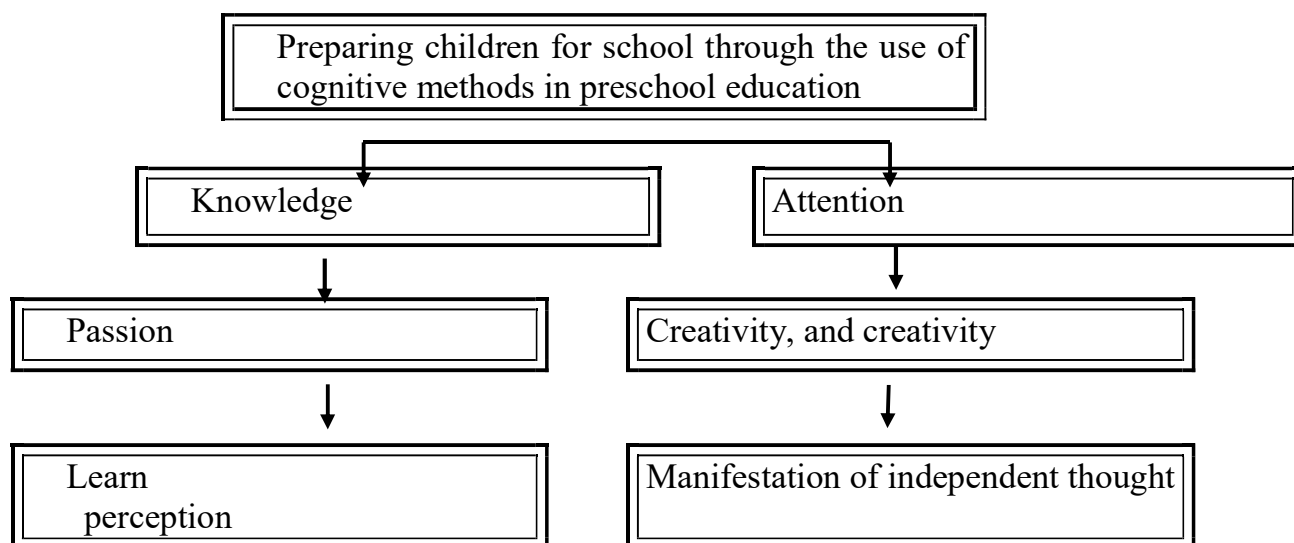 Preparing children for school through the use of
cognitive methods in preschool education
Knowledge
Attention
Passion
Creativity, and creativity
Learn
perception
Manifestation of independent thought